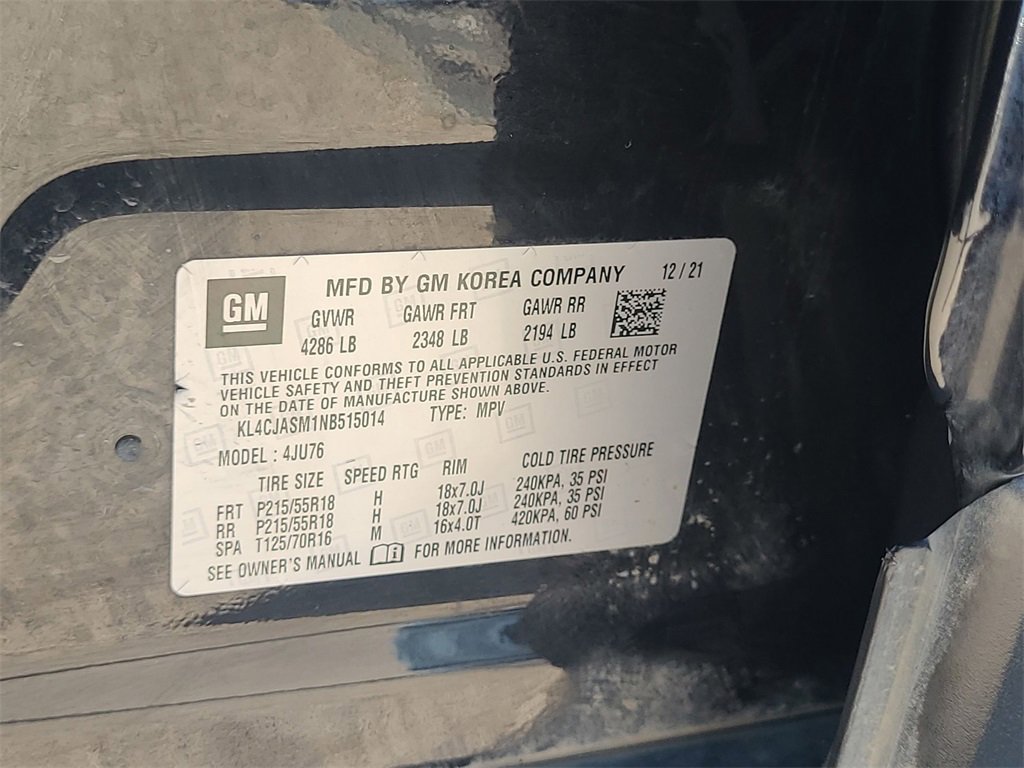 GM
MFD BY GM KOREA COMPANY 12/21
GVWR GAWR FRT GAWR RR
4286 LB 2348 LB 2194 LB
THIS VEHICLE CONFORMS TO ALL APPLICABLE U.S. FEDERAL MOTOR
VEHICLE SAFETY AND THEFT PREVENTION STANDARDS IN EFFECT
ON THE DATE OF MANUFACTURE SHOWN ABOVE.
KL4CJASM1NB515014 TYPE: MPV
MODEL : 4JU76
TIRE SIZE SPEED RTG RIM COLD TIRE PRESSURE
FRT P215/55R18 H 18x7.0J 240KPA, 35 PSI
RR P215/55R18 H 18x7.0J 240KPA, 35 PSI
SPA T125/70R16 M 16x4.0T 420KPA, 60 PSI
SEE OWNER'S MANUAL FOR MORE INFORMATION.